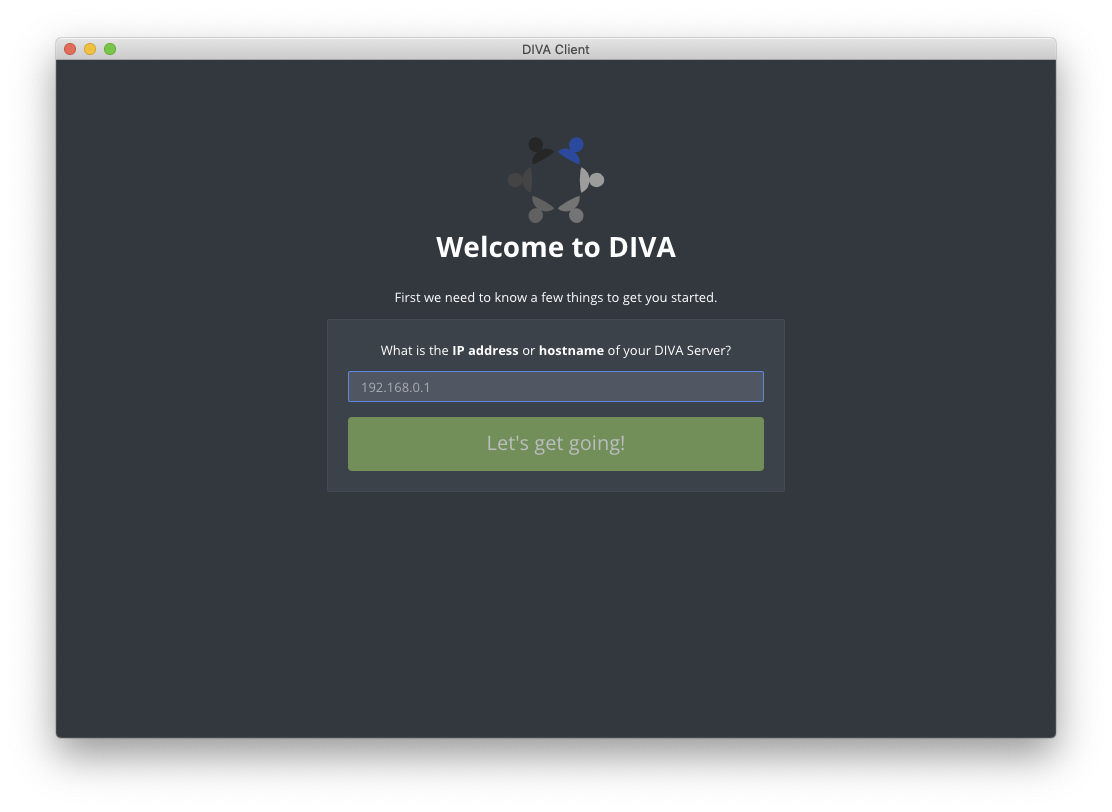 DIVA Client
Welcome to DIVA
First we need to know a few things to get you started.
What is the IP address or hostname of your DIVA Server?
192.168.0.1
Let's get going!